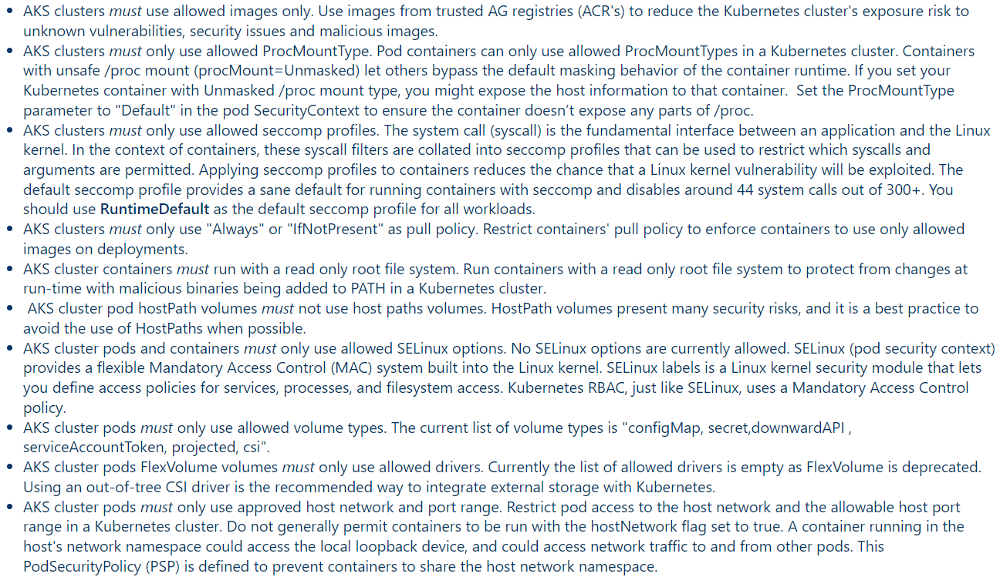 • AKS clusters must use allowed images only. Use images from trusted AG registries (ACR's) to reduce the Kubernetes cluster's exposure risk to
unknown vulnerabilities, security issues and malicious images.
• AKS clusters must only use allowed ProcMountType. Pod containers can only use allowed ProcMountTypes in a Kubernetes cluster. Containers
with unsafe /proc mount (procMount=Unmasked) let others bypass the default masking behavior of the container runtime. If you set your
Kubernetes container with Unmasked /proc mount type, you might expose the host information to that container.  Set the ProcMountType
parameter to "Default" in the pod SecurityContext to ensure the container doesn’t expose any parts of /proc.
• AKS clusters must only use allowed seccomp profiles. The system call (syscall) is the fundamental interface between an application and the Linux
kernel. In the context of containers, these syscall filters are collated into seccomp profiles that can be used to restrict which syscalls and
arguments are permitted. Applying seccomp profiles to containers reduces the chance that a Linux kernel vulnerability will be exploited. The
default seccomp profile provides a sane default for running containers with seccomp and disables around 44 system calls out of 300+. You
should use RuntimeDefault as the default seccomp profile for all workloads.
• AKS clusters must only use "Always" or "IfNotPresent" as pull policy. Restrict containers' pull policy to enforce containers to use only allowed
images on deployments.
• AKS cluster containers must run with a read only root file system. Run containers with a read only root file system to protect from changes at
run-time with malicious binaries being added to PATH in a Kubernetes cluster.
• AKS cluster pod hostPath volumes must not use host paths volumes. HostPath volumes present many security risks, and it is a best practice to
avoid the use of HostPaths when possible.
• AKS cluster pods and containers must only use allowed SELinux options. No SELinux options are currently allowed. SELinux (pod security context)
provides a flexible Mandatory Access Control (MAC) system built into the Linux kernel. SELinux labels is a Linux kernel security module that lets
you define access policies for services, processes, and filesystem access. Kubernetes RBAC, just like SELinux, uses a Mandatory Access Control
policy.
• AKS cluster pods must only use allowed volume types. The current list of volume types is "configMap, secret,downwardAPI ,
serviceAccountToken, projected, csi".
• AKS cluster pods FlexVolume volumes must only use allowed drivers. Currently the list of allowed drivers is empty as FlexVolume is deprecated.
Using an out-of-tree CSI driver is the recommended way to integrate external storage with Kubernetes.
• AKS cluster pods must only use approved host network and port range. Restrict pod access to the host network and the allowable host port
range in a Kubernetes cluster. Do not generally permit containers to be run with the hostNetwork flag set to true. A container running in the
host's network namespace could access the local loopback device, and could access network traffic to and from other pods. This
PodSecurityPolicy (PSP) is defined to prevent containers to share the host network namespace.